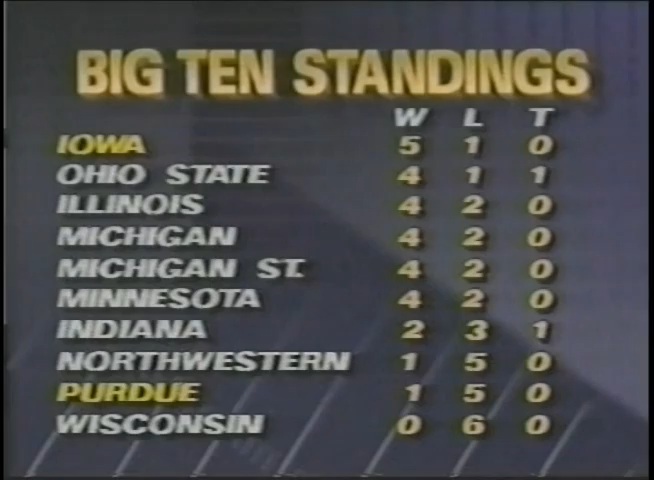 BIG TEN STANDINGS
W L T
IOWA 5 1 0
OHIO STATE 4 1 1
ILLINOIS 4 2 0
MICHIGAN 4 2 0
MICHIGAN ST. 4 2 0
MINNESOTA 4 2 0
INDIANA 2 3 1
NORTHWESTERN 1 5 0
PURDUE 1 5 0
WISCONSIN 0 6 0